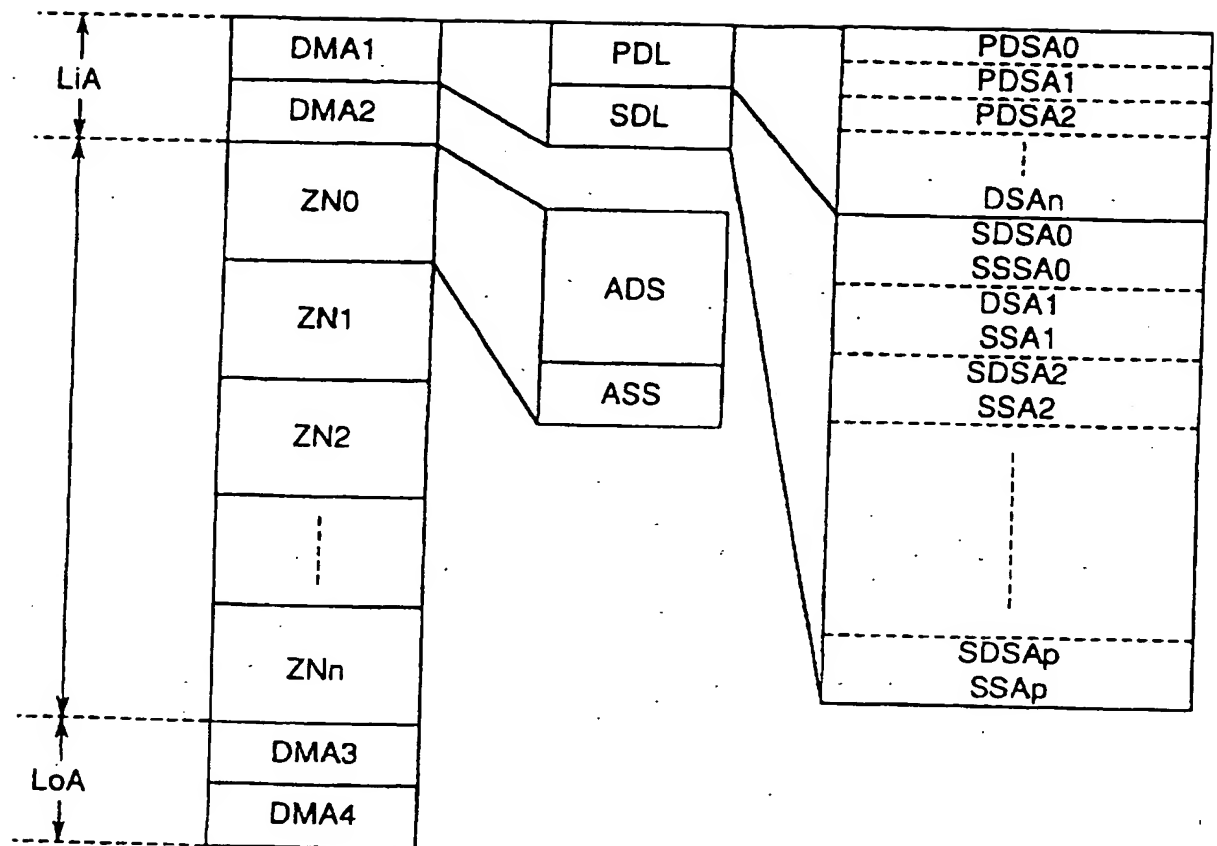 LiA
DMA1
DMA2
ZN0
ZN1
ZN2
ZNn
LoA
DMA3
DMA4
PDL
SDL
ADS
ASS
PDSA0
PDSA1
PDSA2
DSAn
SDSA0
SSSA0
DSA1
SSA1
SDSA2
SSA2
SDSAp
SSAp